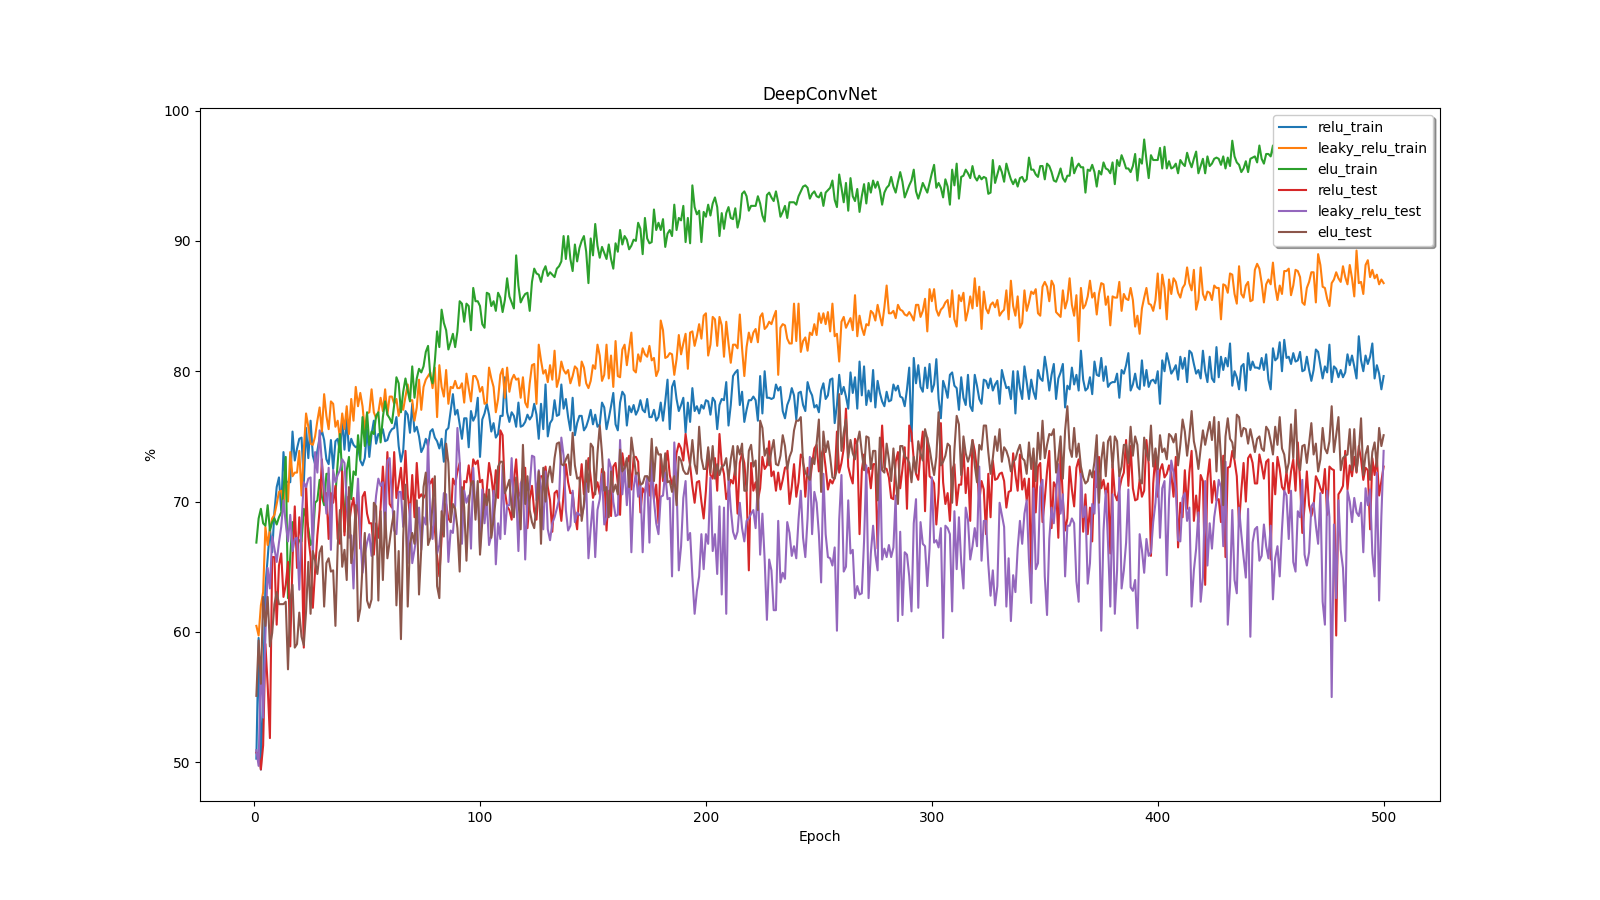 DeepConvNet
100
90
80
70
60
50
%
0 100 200 300 400 500
Epoch
relu_train
leaky_relu_train
elu_train
relu_test
leaky_relu_test
elu_test